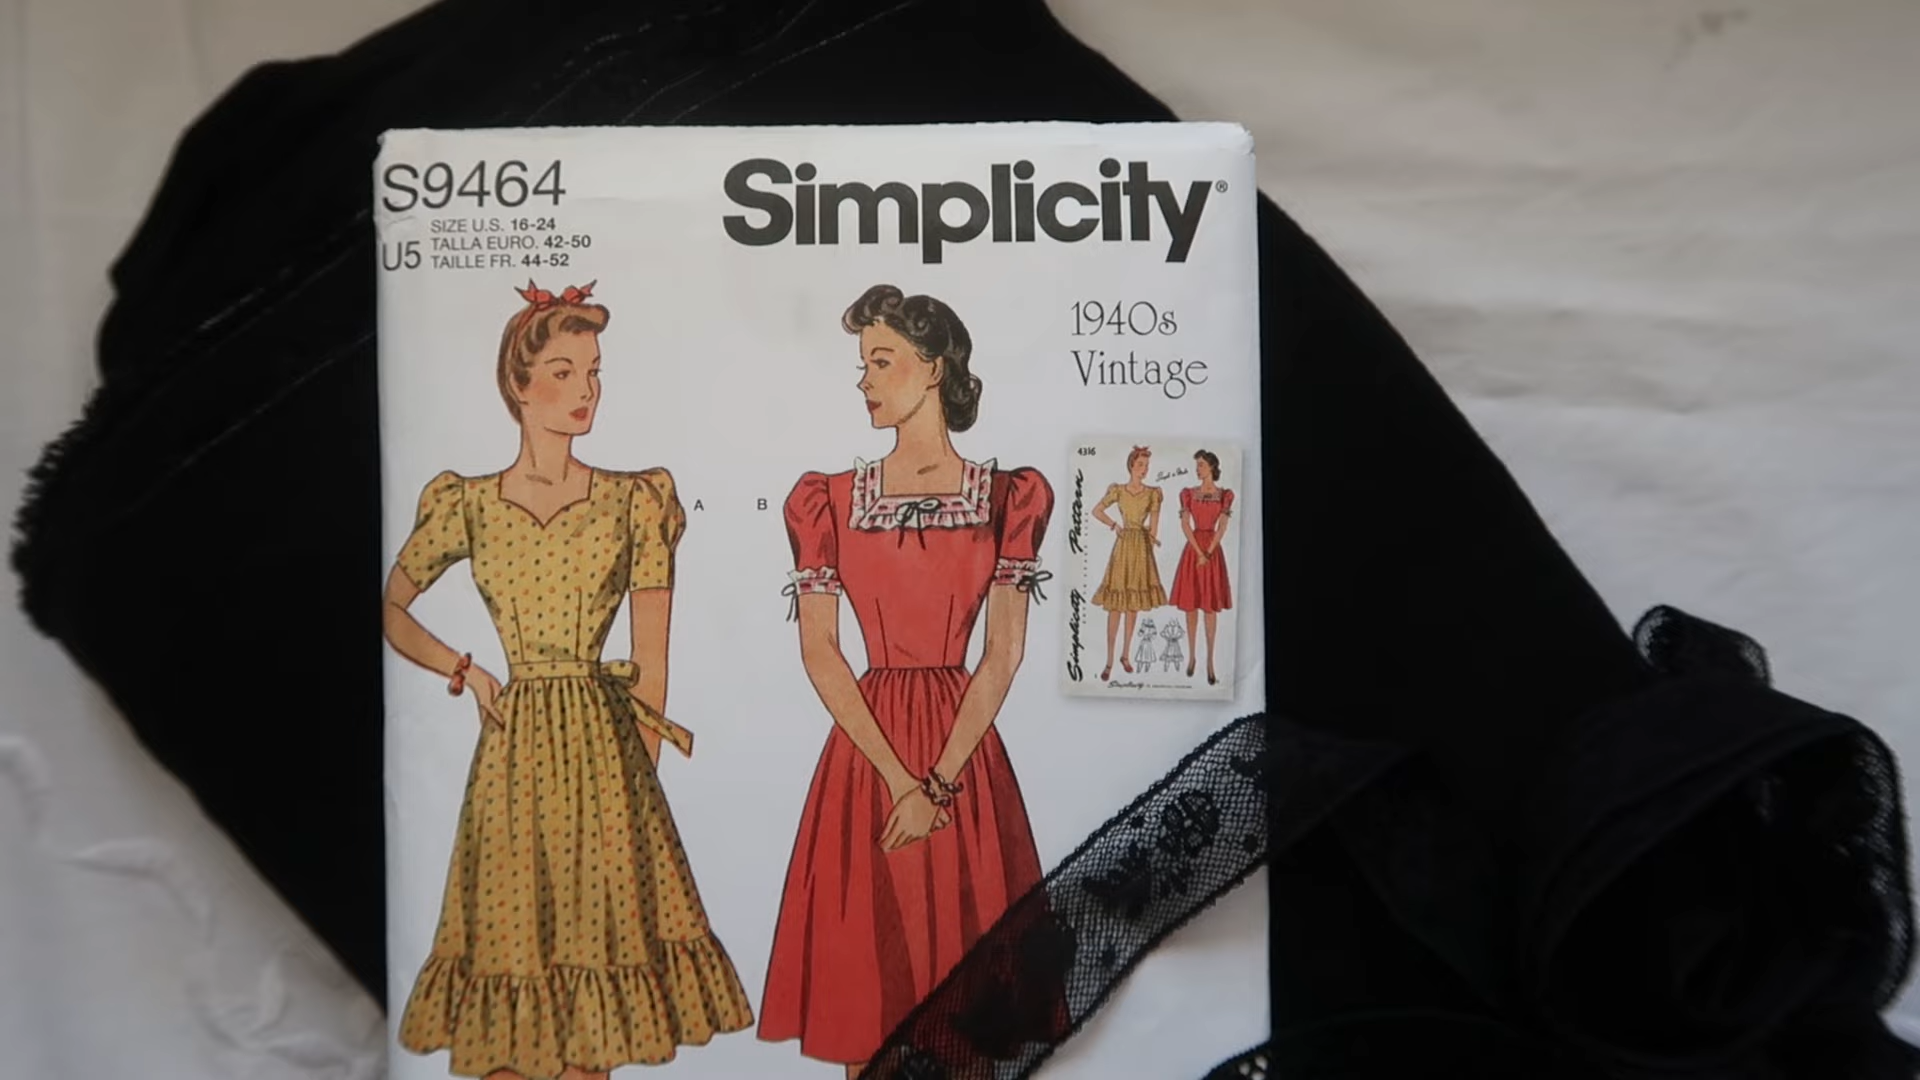 S9464
U5
SIZE U.S. 16-24
TALLA EURO. 42-50
TAILLE FR. 44-52
Simplicity®
1940s
Vintage
A
B
4316
Simplicity Pattern